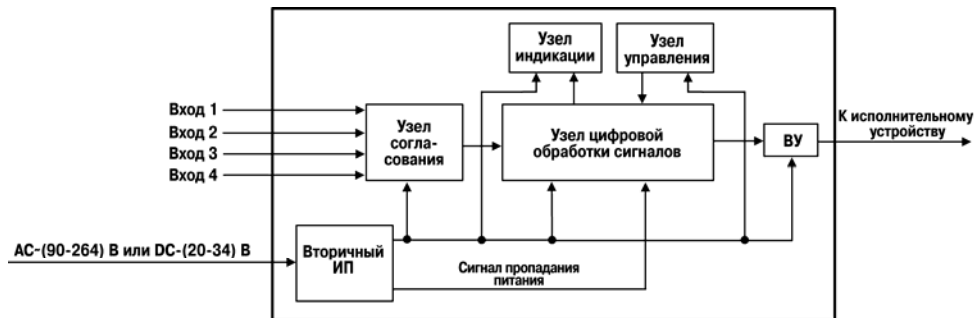 Узел
индикации
Узел
управления
Вход 1
Вход 2
Вход 3
Вход 4
Узел
согла-
сования
Узел цифровой
обработки сигналов
ВУ
К исполнительному
устройству
AC~(90-264) В или DC-(20-34) В
Вторичный
ИП
Сигнал пропадания
питания